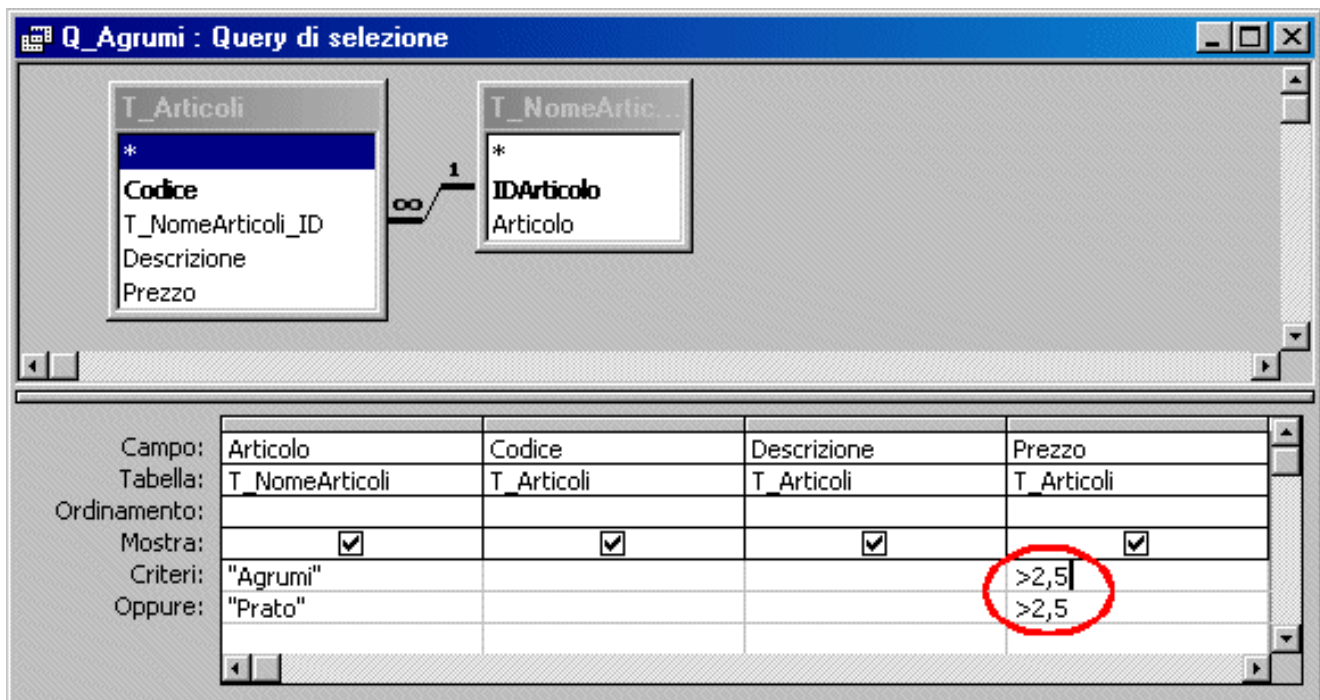 Q_Agrumi : Query di selezione
T_Articoli
*
Codice
T_NomeArticoli_ID
Descrizione
Prezzo
∞ 1
T_NomeArtic...
*
IDArticolo
Articolo
Campo: Articolo Codice Descrizione Prezzo
Tabella: T_NomeArticoli T_Articoli T_Articoli T_Articoli
Ordinamento:
Mostra:
Criteri: "Agrumi" >2,5
Oppure: "Prato" >2,5